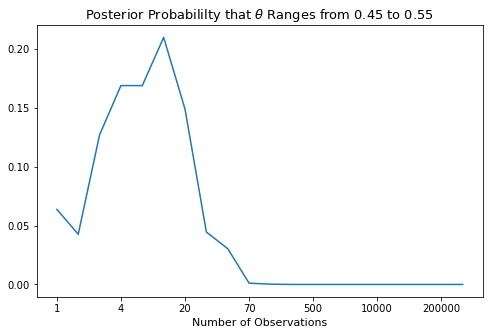 Posterior Probabililty that θ Ranges from 0.45 to 0.55
0.20
0.15
0.10
0.05
0.00
1 4 20 70 500 10000 200000
Number of Observations